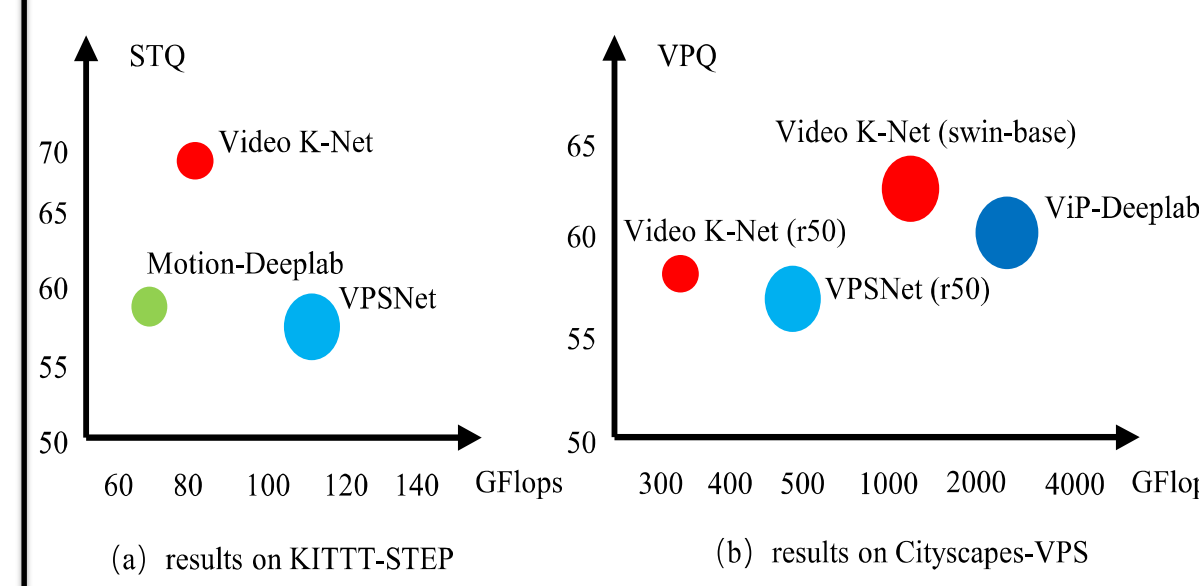 STQ
70
65
60
55
50
Video K-Net
Motion-Deeplab
VPSNet
60 80 100 120 140 GFlops
(a) results on KITTT-STEP
VPQ
65
60
55
50
Video K-Net (swin-base)
ViP-Deeplab
Video K-Net (r50)
VPSNet (r50)
300 400 500 1000 2000 4000 GFlop
(b) results on Cityscapes-VPS